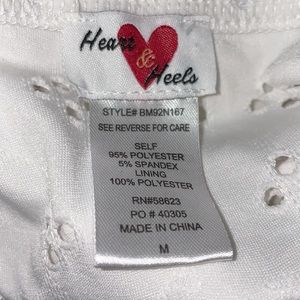 Heart
&
Heels
STYLE# BM92N167
SEE REVERSE FOR CARE
SELF
95% POLYESTER
5% SPANDEX
LINING
100% POLYESTER
RN#58623
PO # 40305
MADE IN CHINA
M